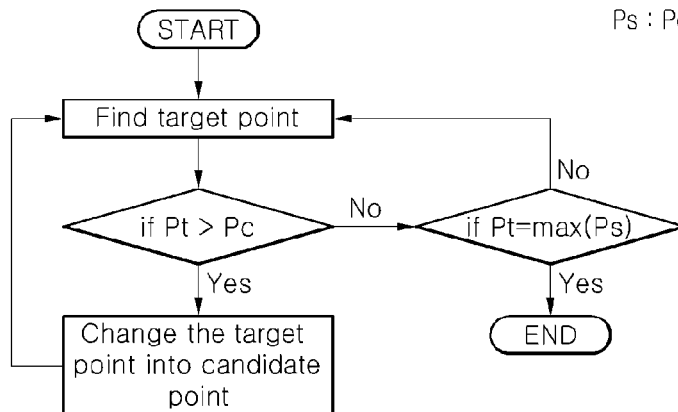 START
Ps :
Find target point
No
if Pt > Pc
No
if Pt=max(Ps)
Yes
Yes
Change the target
point into candidate
point
END